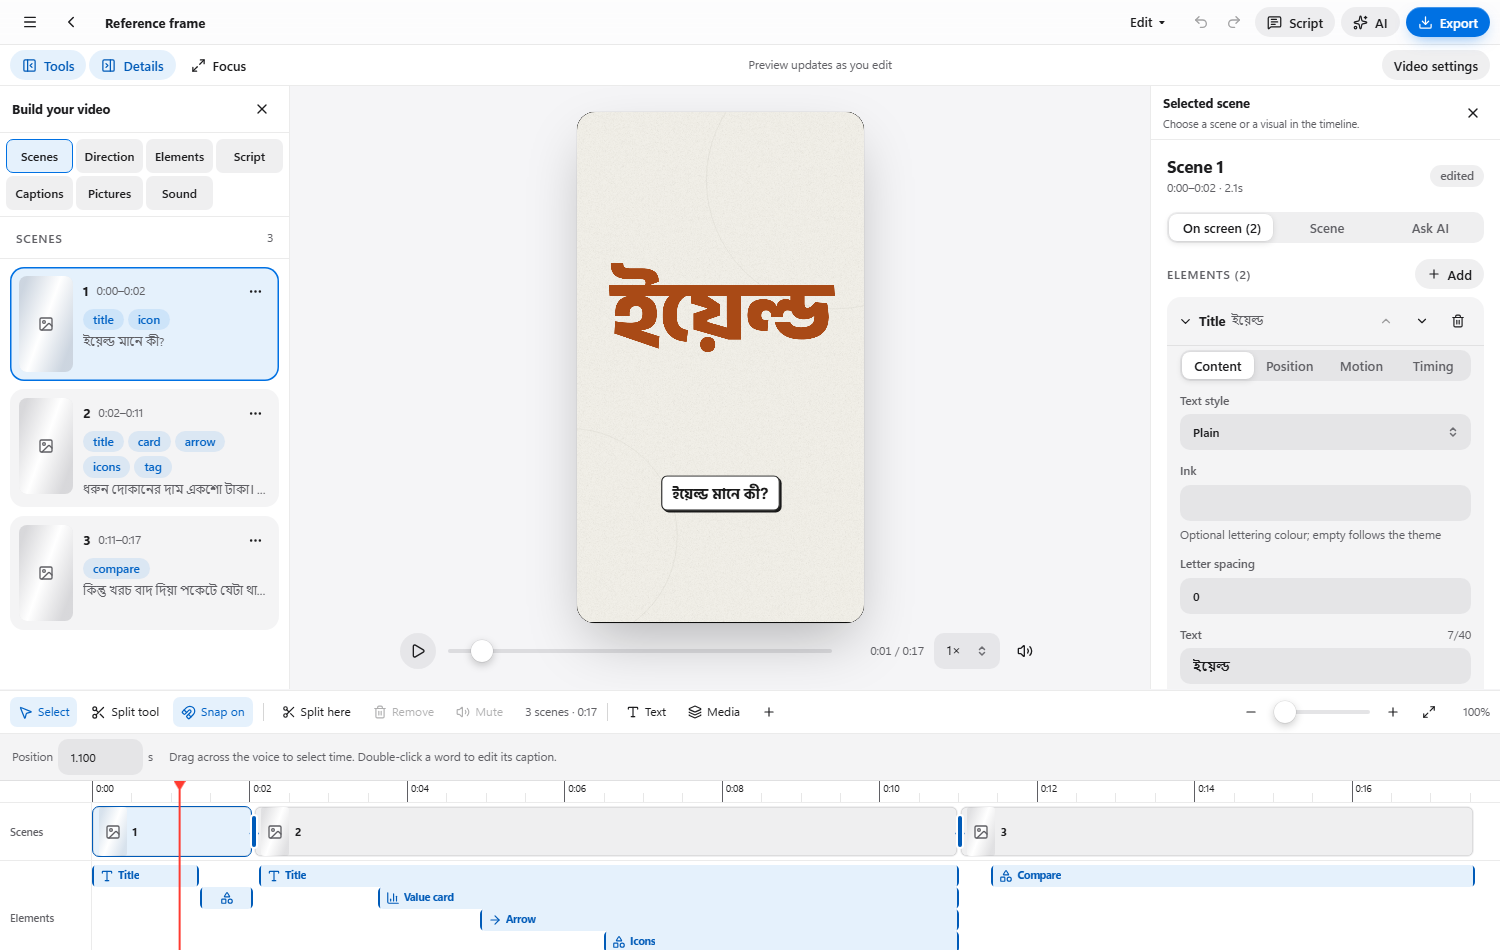 Reference frame
Edit
Script
AI
Export
Tools
Details
Focus
Preview updates as you edit
Video settings
Build your video
Scenes
Direction
Elements
Script
Captions
Pictures
Sound
SCENES
3
1 0:00–0:02
title icon
ইয়েল্ড মানে কী?
2 0:02–0:11
title card arrow
icons tag
ধরুন দোকানের দাম একশো টাকা। ...
3 0:11–0:17
compare
কিন্তু খরচ বাদ দিয়া পকেটে যেটা থা...
ইয়েল্ড
ইয়েল্ড মানে কী?
0:01 / 0:17
1×
Selected scene
Choose a scene or a visual in the timeline.
Scene 1
0:00–0:02 · 2.1s
edited
On screen (2)
Scene
Ask AI
ELEMENTS (2)
Add
Title ইয়েল্ড
Content
Position
Motion
Timing
Text style
Plain
Ink
Optional lettering colour; empty follows the theme
Letter spacing
0
Text
7/40
ইয়েল্ড
Select
Split tool
Snap on
Split here
Remove
Mute
3 scenes · 0:17
Text
Media
100%
Position
1.100
s
Drag across the voice to select time. Double-click a word to edit its caption.
0:00
0:02
0:04
0:06
0:08
0:10
0:12
0:14
0:16
Scenes
1
2
3
Elements
Title
Title
Compare
Value card
Arrow
Icons